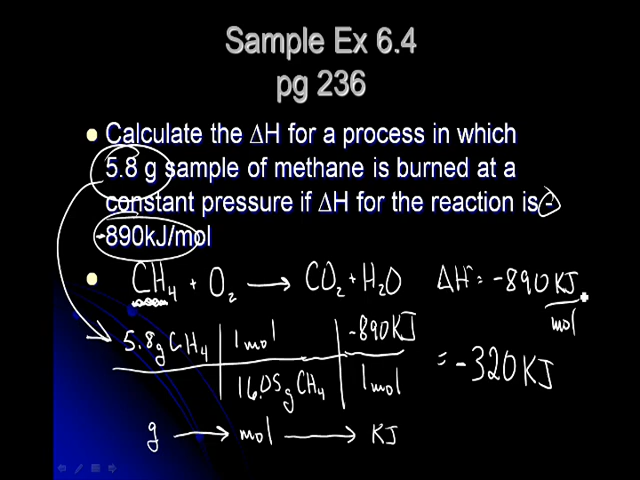 Sample Ex 6.4
pg 236
Calculate the ΔH for a process in which
5.8 g sample of methane is burned at a
constant pressure if ΔH for the reaction is -
-890kJ/mol
CH₄ + O₂ → CO₂ + H₂O ΔH = -890 KJ/mol
5.8g CH₄ | 1 mol | -890 KJ
16.05g CH₄ | 1 mol = -320 KJ
g → mol → KJ